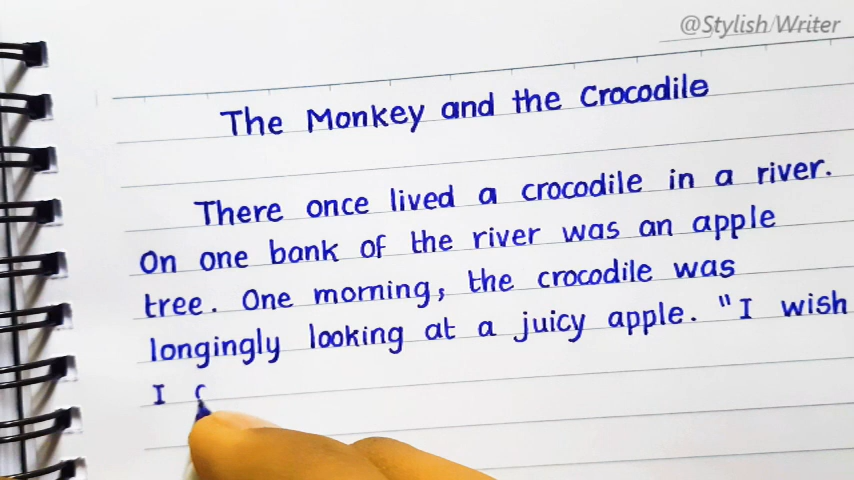 @Stylish Writer
The Monkey and the Crocodile
There once lived a crocodile in a river.
On one bank of the river was an apple
tree. One morning, the crocodile was
longingly looking at a juicy apple. "I wish
I